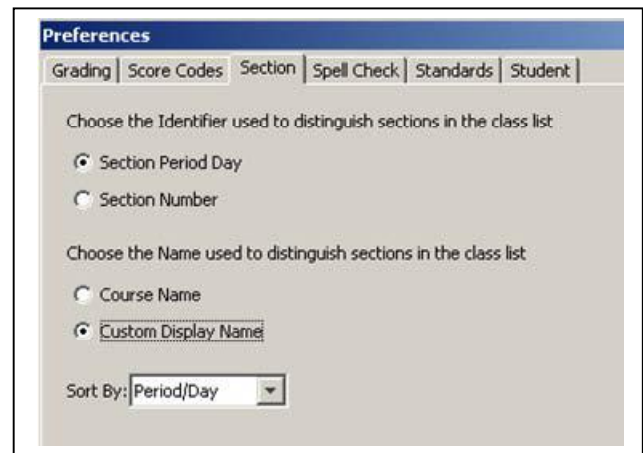 Preferences
Grading Score Codes Section Spell Check Standards Student
Choose the Identifier used to distinguish sections in the class list
Section Period Day
Section Number
Choose the Name used to distinguish sections in the class list
Course Name
Custom Display Name
Sort By: Period/Day